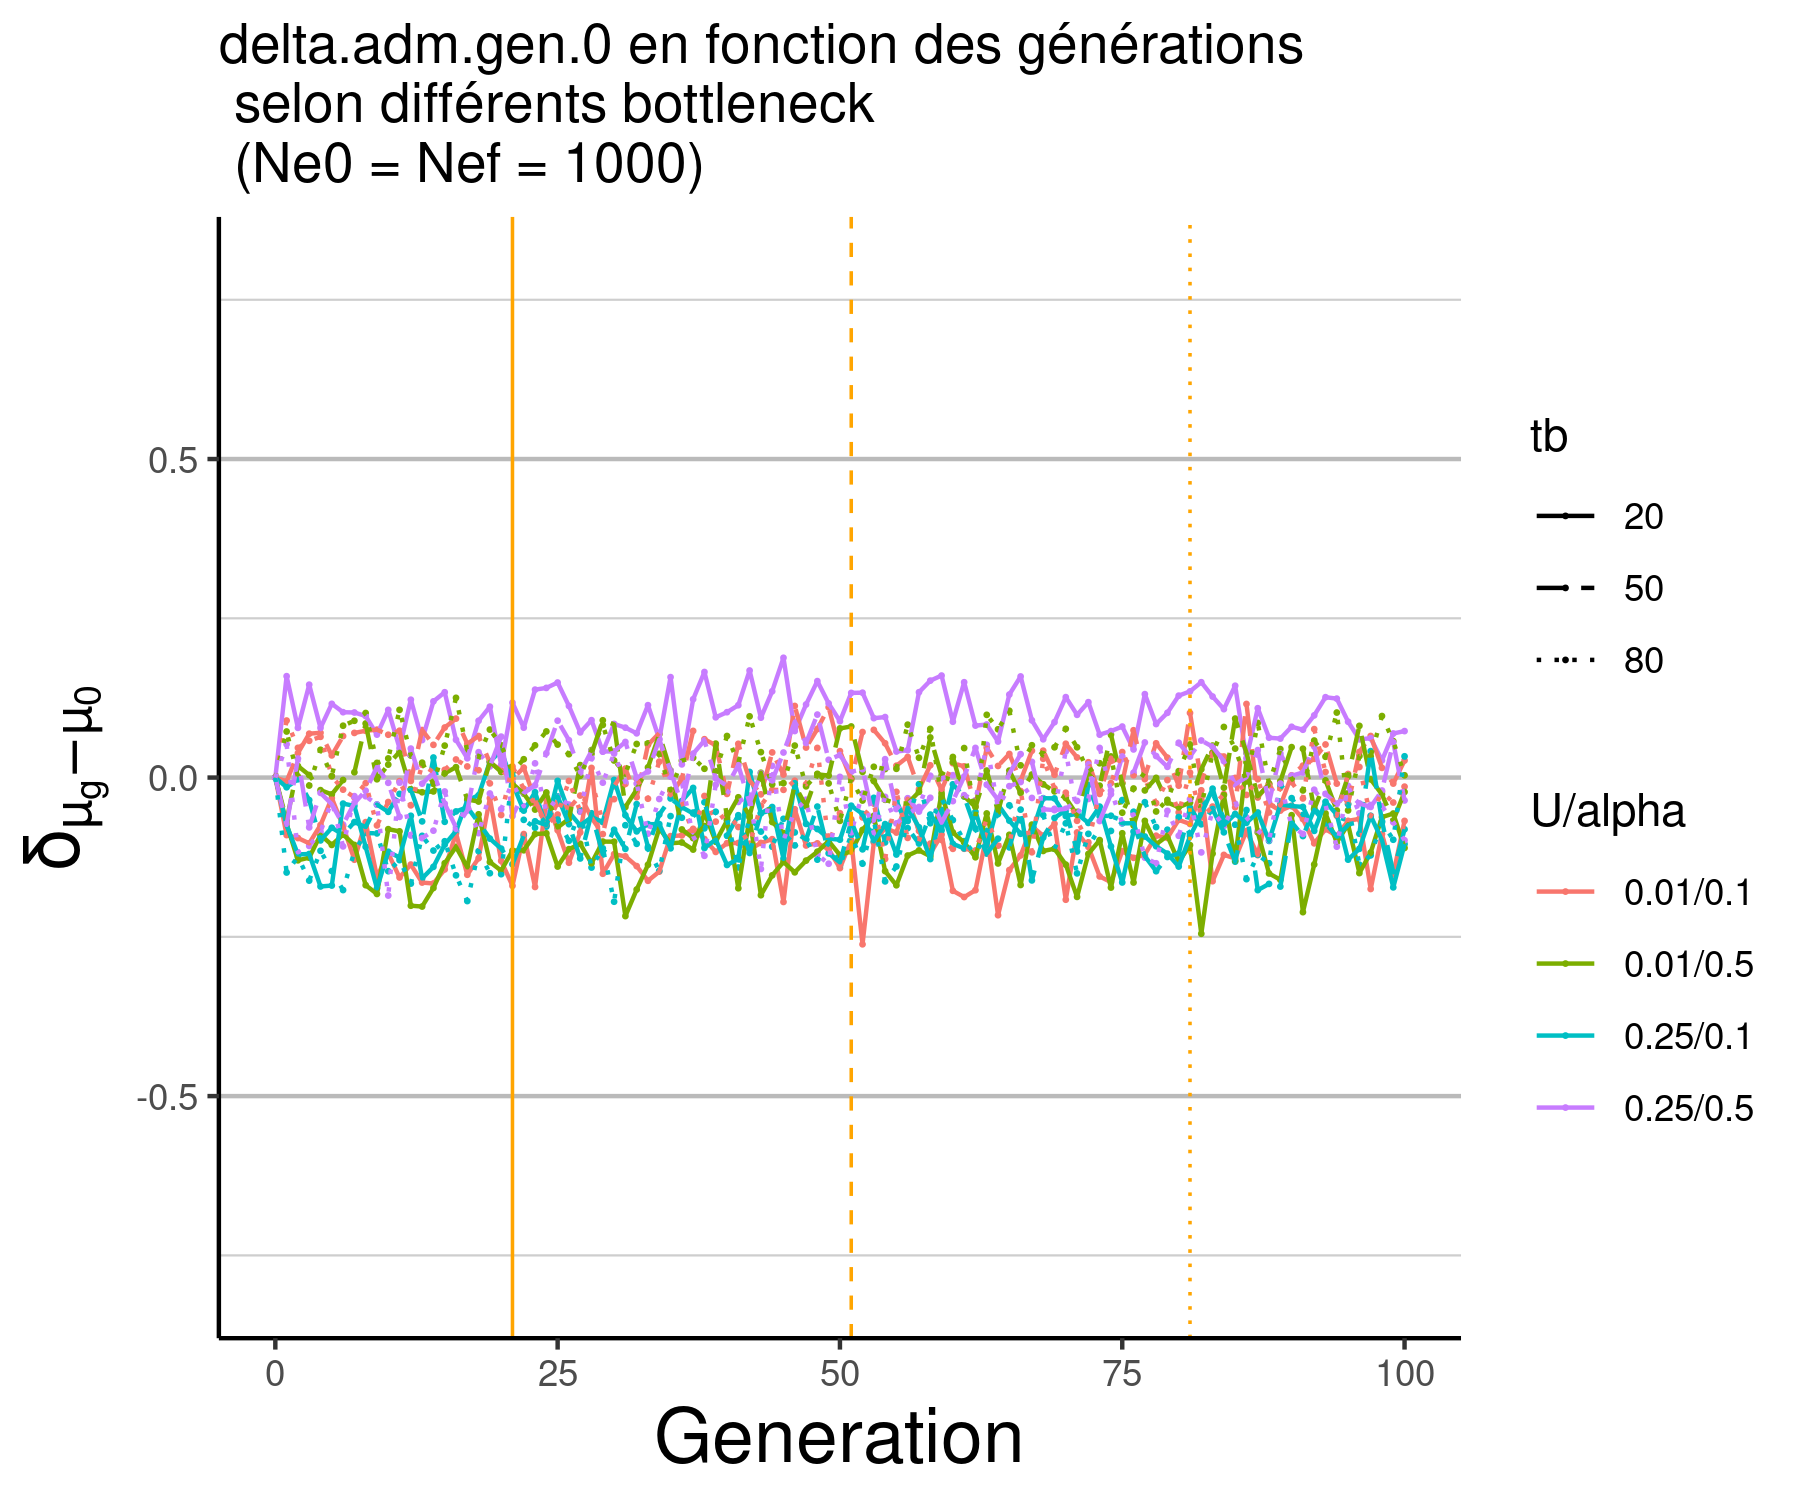 delta.adm.gen.0 en fonction des générations
selon différents bottleneck
(Ne0 = Nef = 1000)
δμg−μ0
0.5
0.0
-0.5
0
25
50
75
100
Generation
tb
20
50
80
U/alpha
0.01/0.1
0.01/0.5
0.25/0.1
0.25/0.5